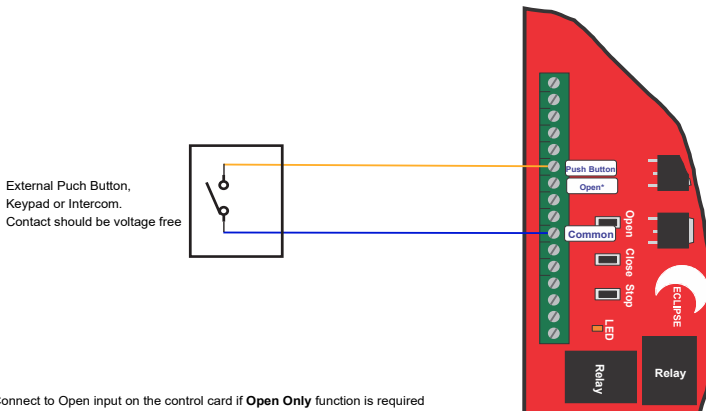 Push Button
Open*
External Puch Button,
Keypad or Intercom.
Contact should be voltage free
Open
Common
Close
Stop
ECLIPSE
LED
Relay
Relay
onnect to Open input on the control card if Open Only function is required